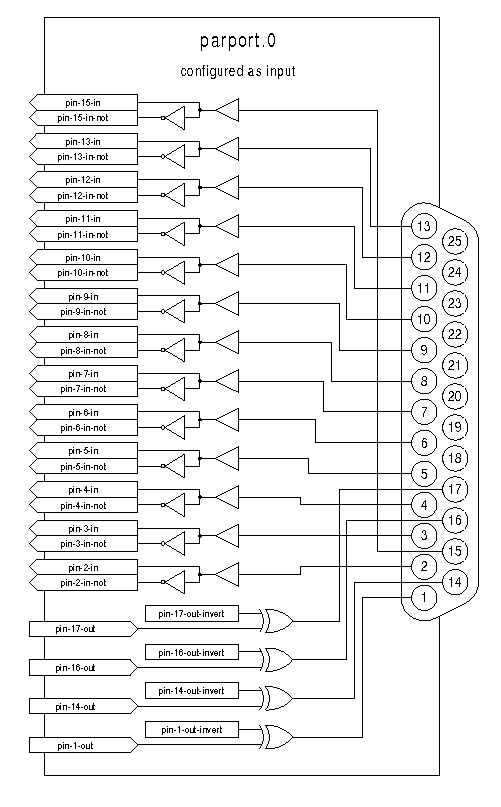 parport.0
configured as input
pin-15-in
pin-15-in-not
pin-13-in
pin-13-in-not
pin-12-in
pin-12-in-not
pin-11-in
pin-11-in-not
pin-10-in
pin-10-in-not
pin-9-in
pin-9-in-not
pin-8-in
pin-8-in-not
pin-7-in
pin-7-in-not
pin-6-in
pin-6-in-not
pin-5-in
pin-5-in-not
pin-4-in
pin-4-in-not
pin-3-in
pin-3-in-not
pin-2-in
pin-2-in-not
pin-17-out-invert
pin-17-out
pin-16-out-invert
pin-16-out
pin-14-out-invert
pin-14-out
pin-1-out-invert
pin-1-out
13
25
12
24
11
23
10
22
9
21
8
20
7
19
6
18
5
17
4
16
3
15
2
14
1